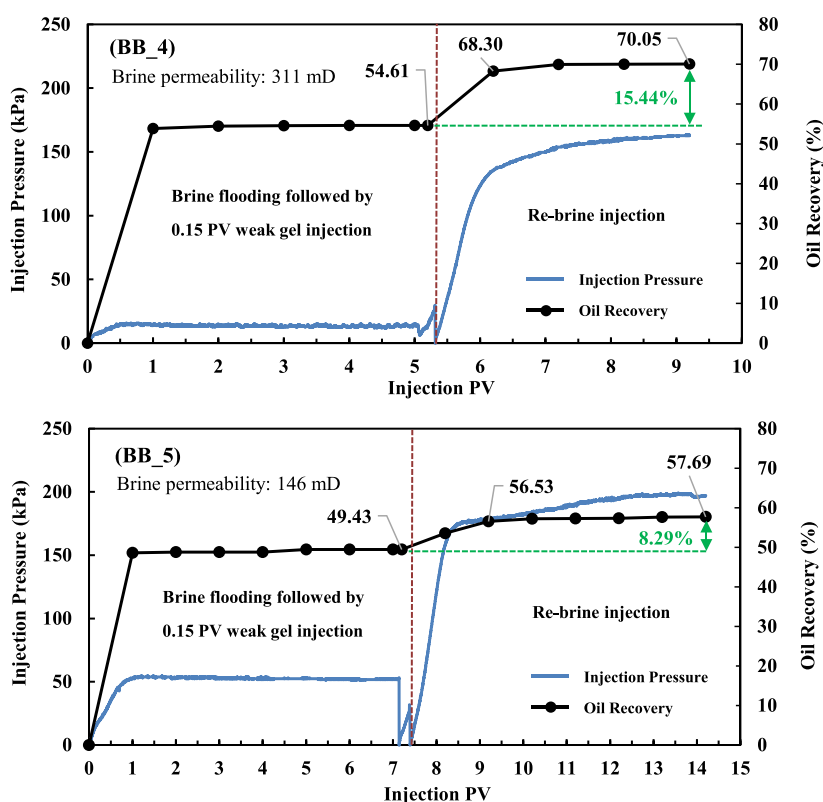 (BB_4)
Brine permeability: 311 mD
54.61
68.30
70.05
15.44%
Brine flooding followed by
0.15 PV weak gel injection
Re-brine injection
Injection Pressure
Oil Recovery
Injection Pressure (kPa)
250
200
150
100
50
0
Oil Recovery (%)
80
70
60
50
40
30
20
10
0
0 1 2 3 4 5 6 7 8 9 10
Injection PV
(BB_5)
Brine permeability: 146 mD
49.43
56.53
57.69
8.29%
Brine flooding followed by
0.15 PV weak gel injection
Re-brine injection
Injection Pressure
Oil Recovery
Injection Pressure (kPa)
250
200
150
100
50
0
Oil Recovery (%)
80
70
60
50
40
30
20
10
0
0 1 2 3 4 5 6 7 8 9 10 11 12 13 14 15
Injection PV